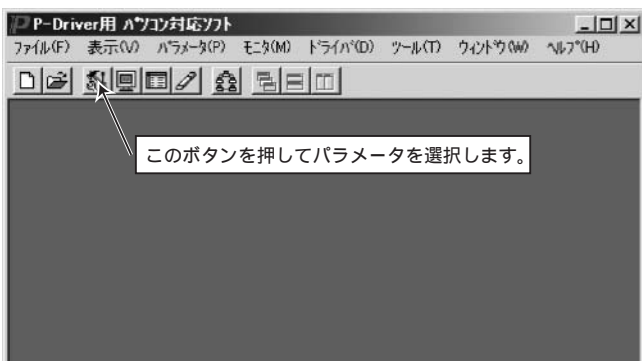 P-Driver用 パソコン対応ソフト
ファイル(F) 表示(V) パラメータ(P) モニタ(M) ドライバ(D) ツール(T) ウィンドウ(W) ヘルプ(H)
このボタンを押してパラメータを選択します。